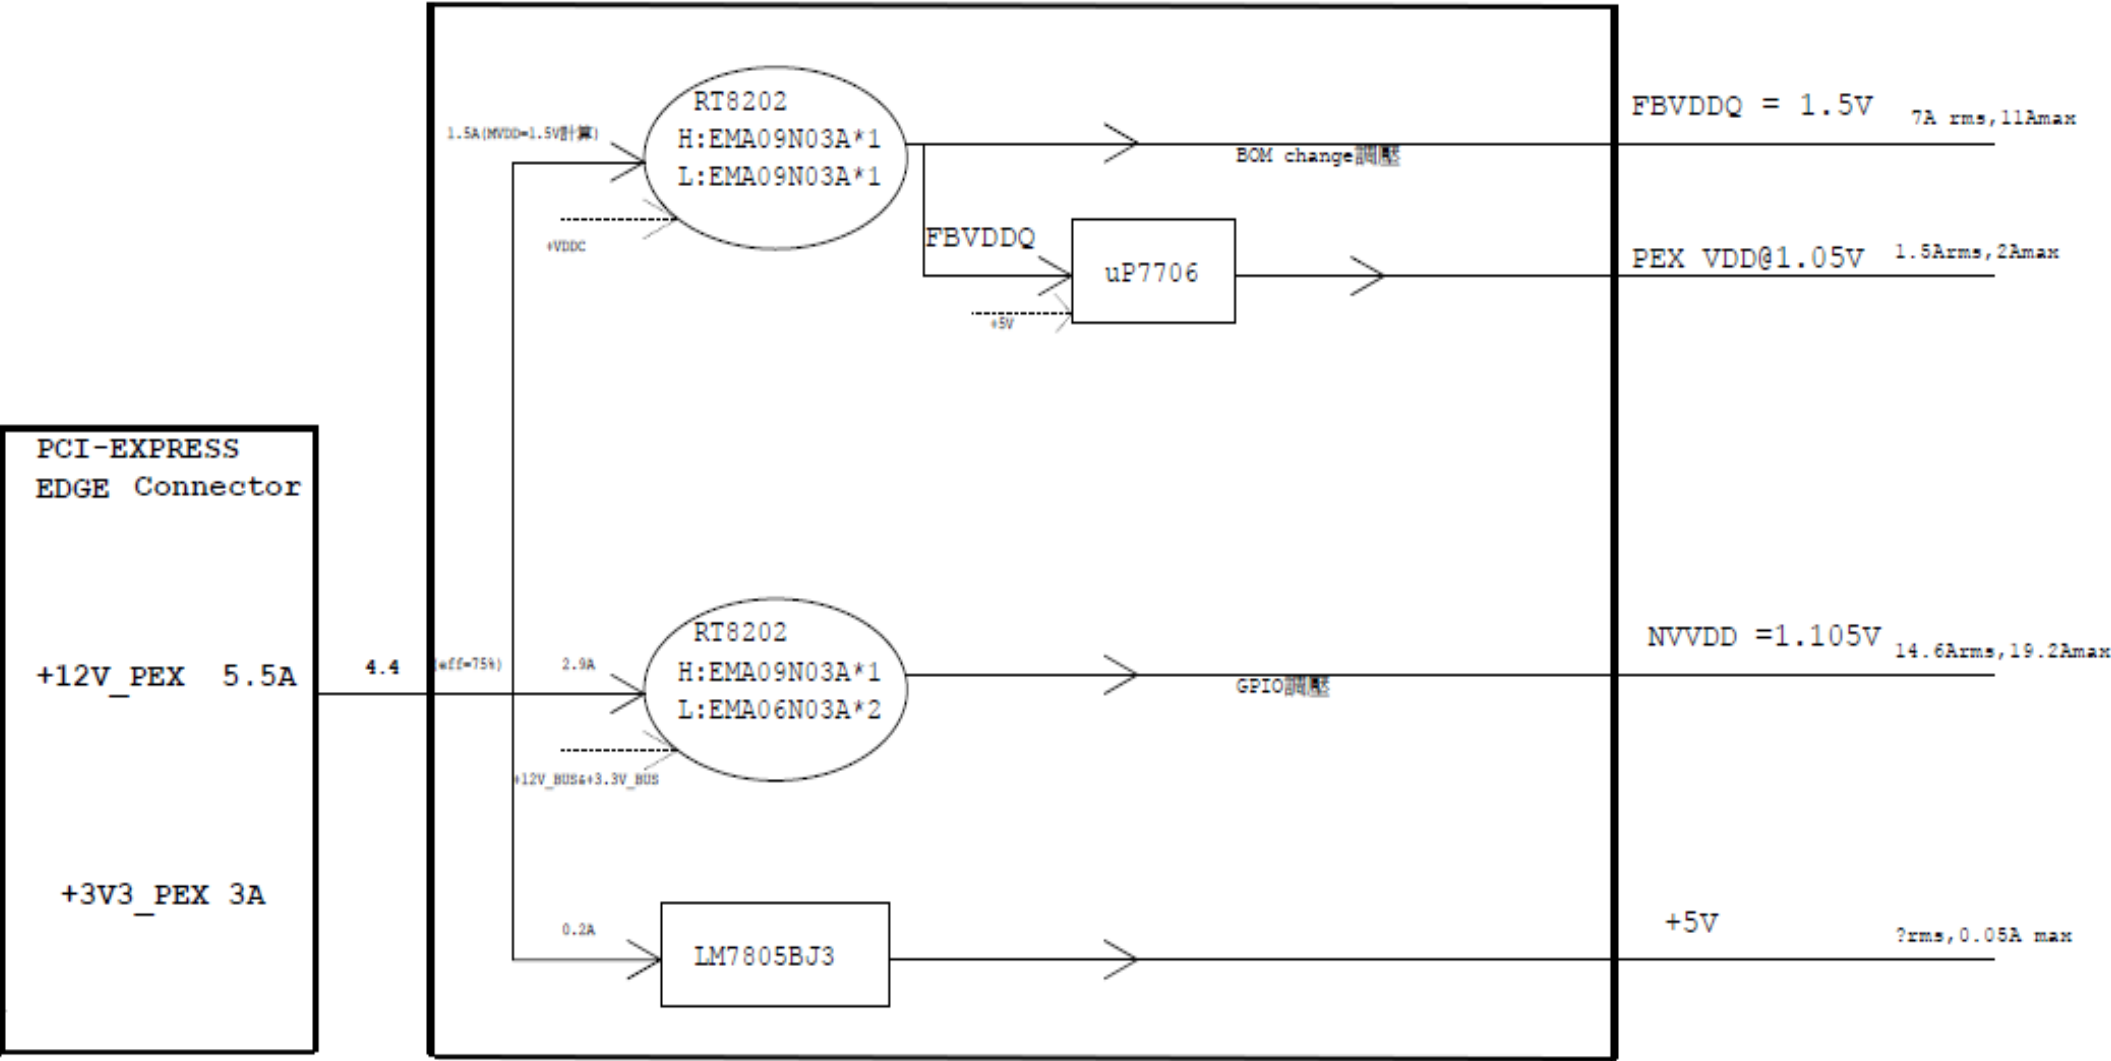 RT8202
H:EMA09N03A*1
L:EMA09N03A*1
1.5A(MVDD=1.5V計算)
+VDDC
FBVDDQ = 1.5V
7A rms,11Amax
BOM change調壓
FBVDDQ
uP7706
+5V
PEX VDD@1.05V
1.5Arms,2Amax
PCI-EXPRESS
EDGE Connector
+12V_PEX 5.5A
+3V3_PEX 3A
4.4
(eff=75%)
2.9A
RT8202
H:EMA09N03A*1
L:EMA06N03A*2
+12V_BUS&+3.3V_BUS
NVVDD =1.105V
14.6Arms,19.2Amax
GPIO調壓
0.2A
LM7805BJ3
+5V
?rms,0.05A max